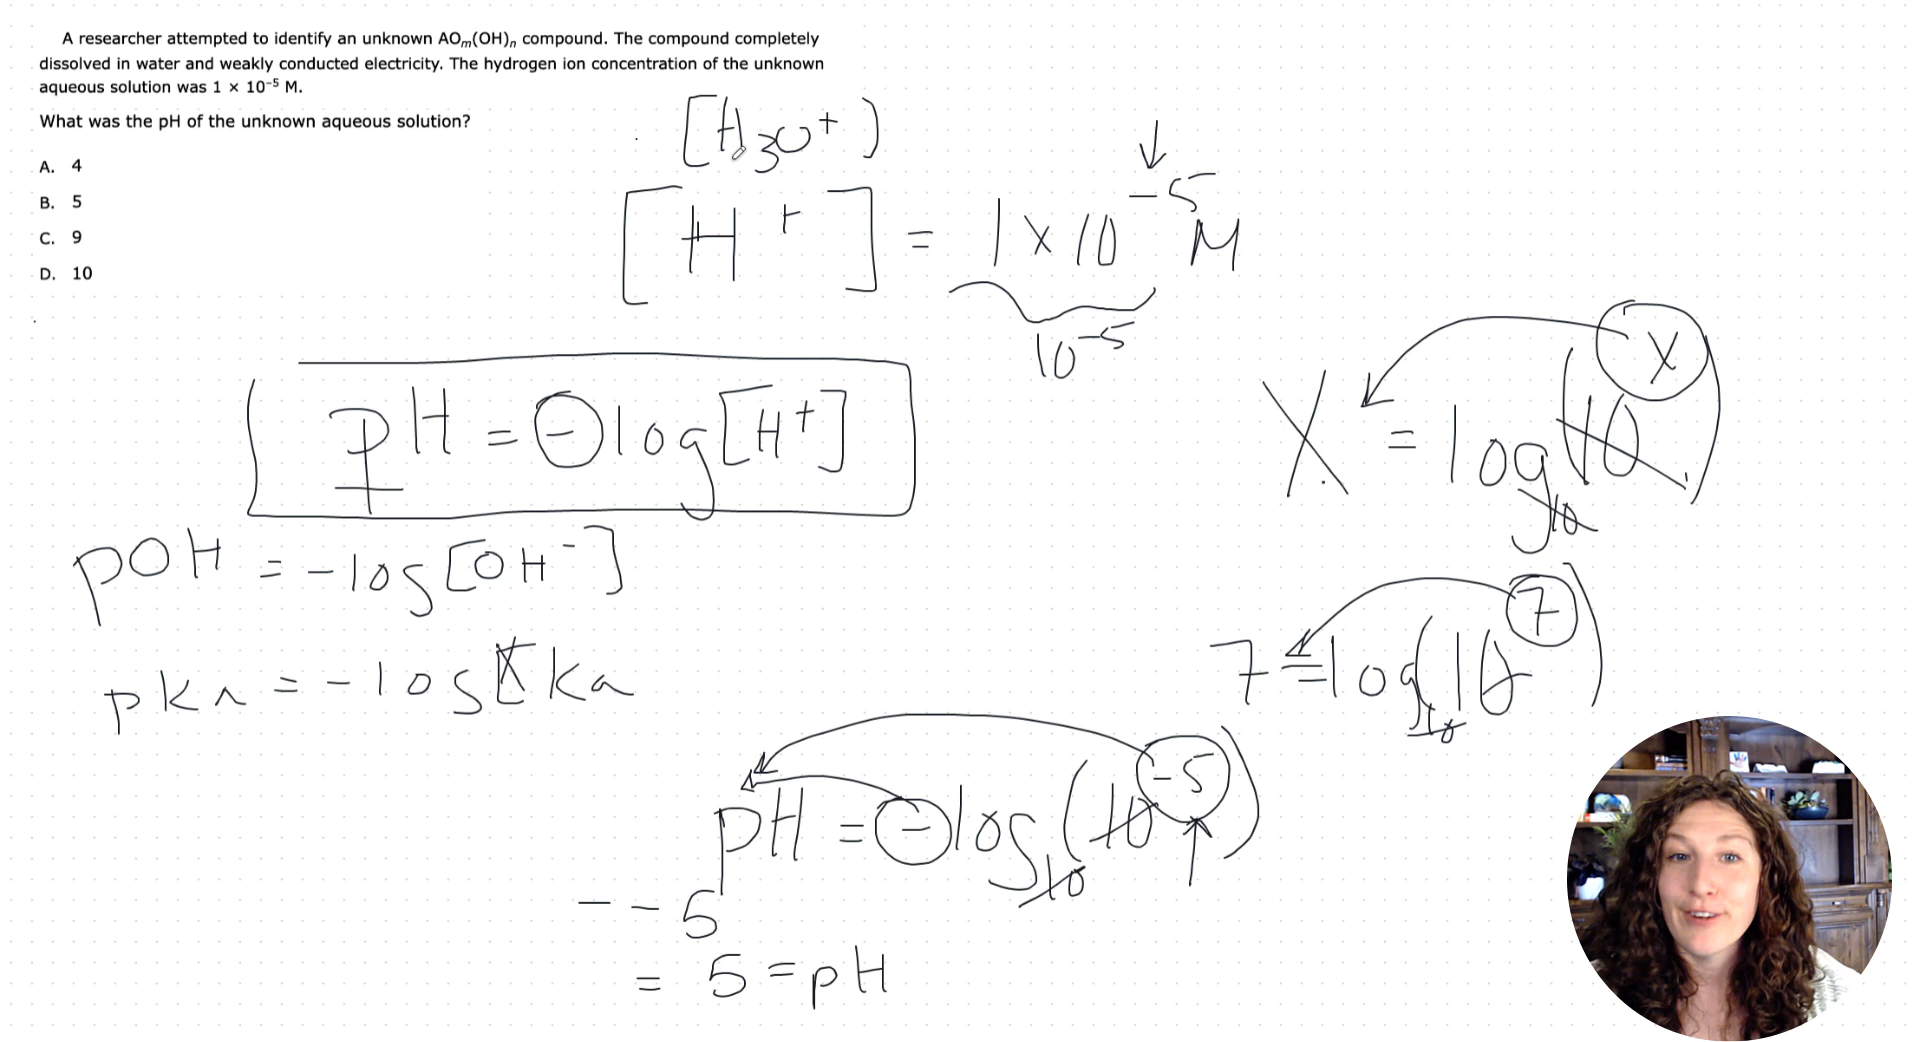 A researcher attempted to identify an unknown AOₘ(OH)ₙ compound. The compound completely
dissolved in water and weakly conducted electricity. The hydrogen ion concentration of the unknown
aqueous solution was 1 × 10⁻⁵ M.
What was the pH of the unknown aqueous solution?
A. 4
B. 5
C. 9
D. 10
[H₃O⁺)
[H⁺] = 1 x 10⁻⁵ M
10⁻⁵
pH = -log[H⁺]
X = log₁₀(10ˣ)
pOH = -log[OH⁻]
7 = log₁₀(10⁷)
pKa = -log Ka
pH = -log₁₀(10⁻⁵)
- - 5
= 5 = pH